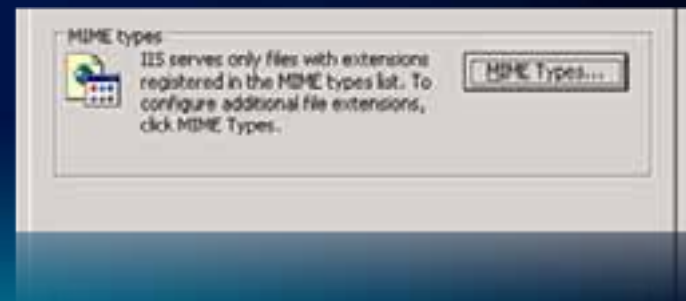 MIME types
IIS serves only files with extensions
registered in the MIME types list. To
configure additional file extensions,
click MIME Types.
MIME Types...